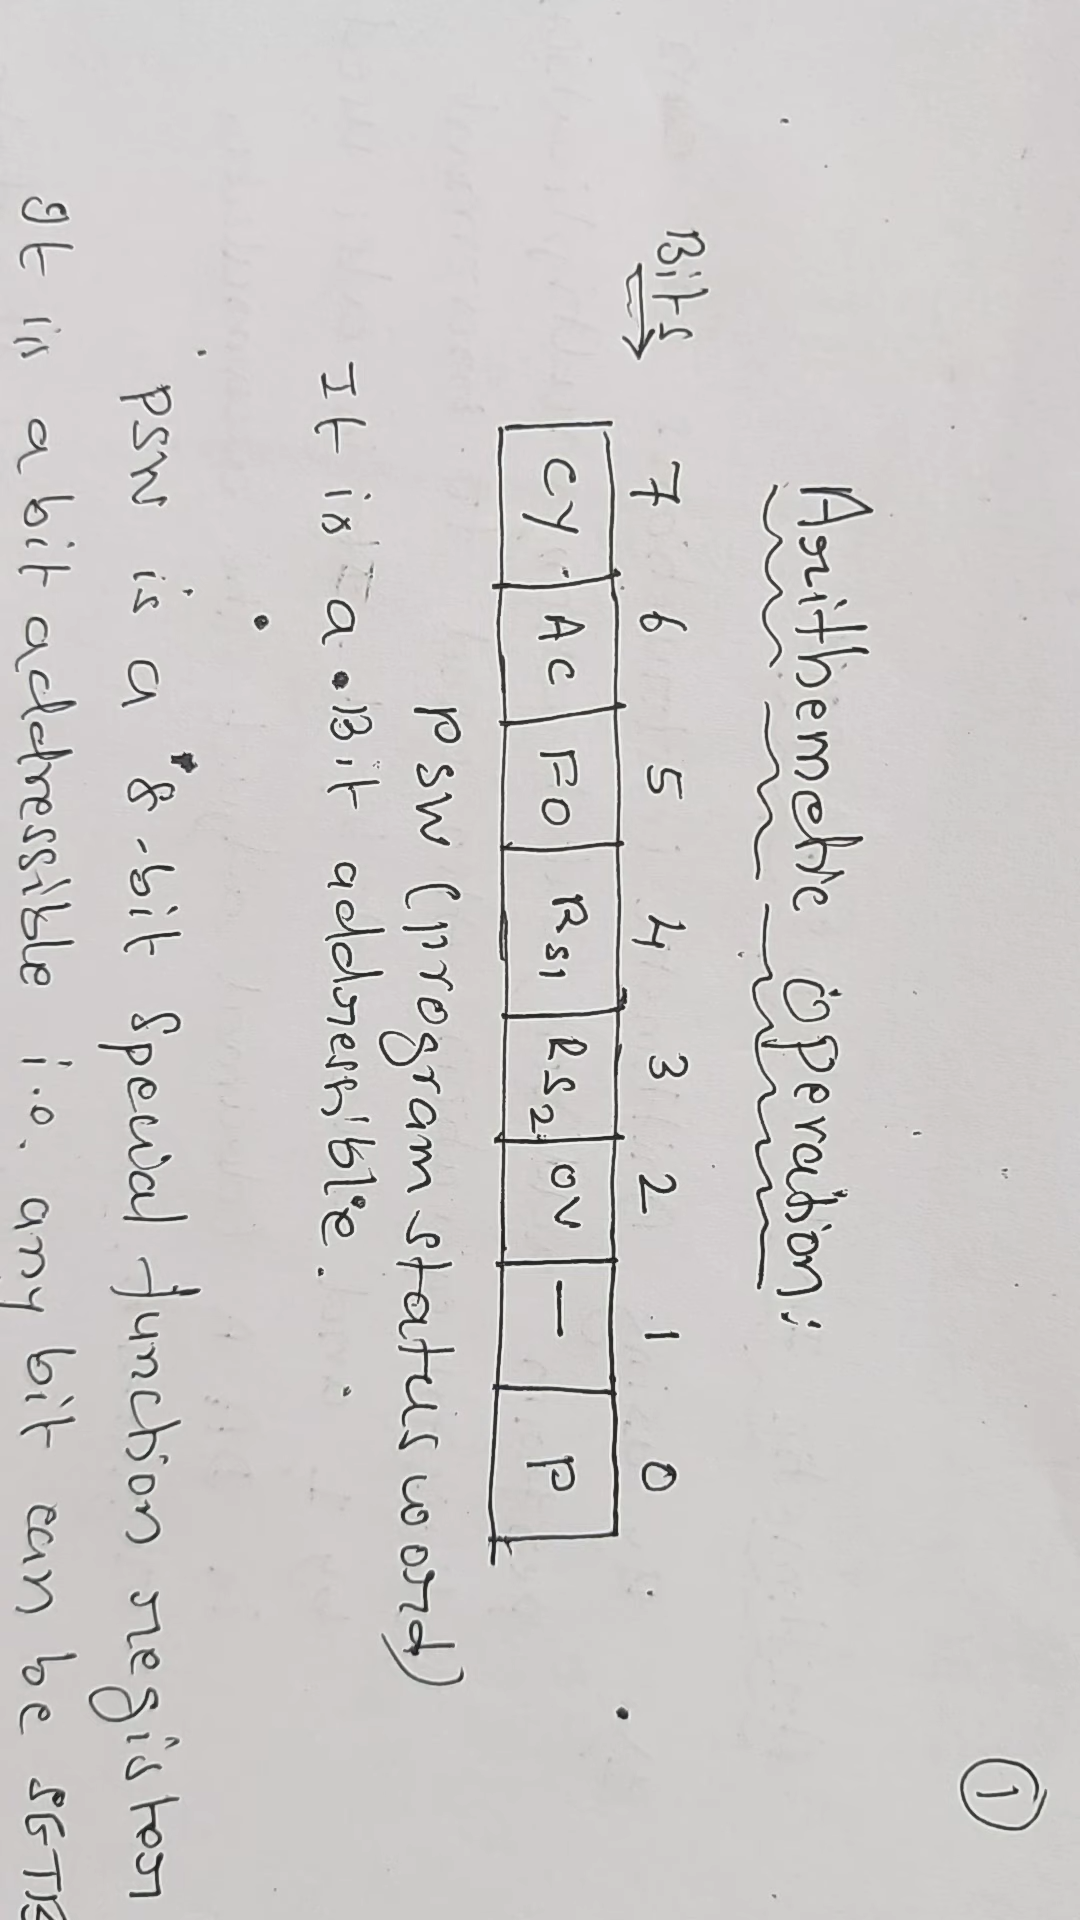 1
Arithemetic Operation:
Bits 7 6 5 4 3 2 1 0
CY AC F0 RS1 RS2 OV – P
PSW (program status word)
It is a Bit addressible.
PSW is a 8-bit special function register
It is a bit addressible i.e. any bit can be SETB